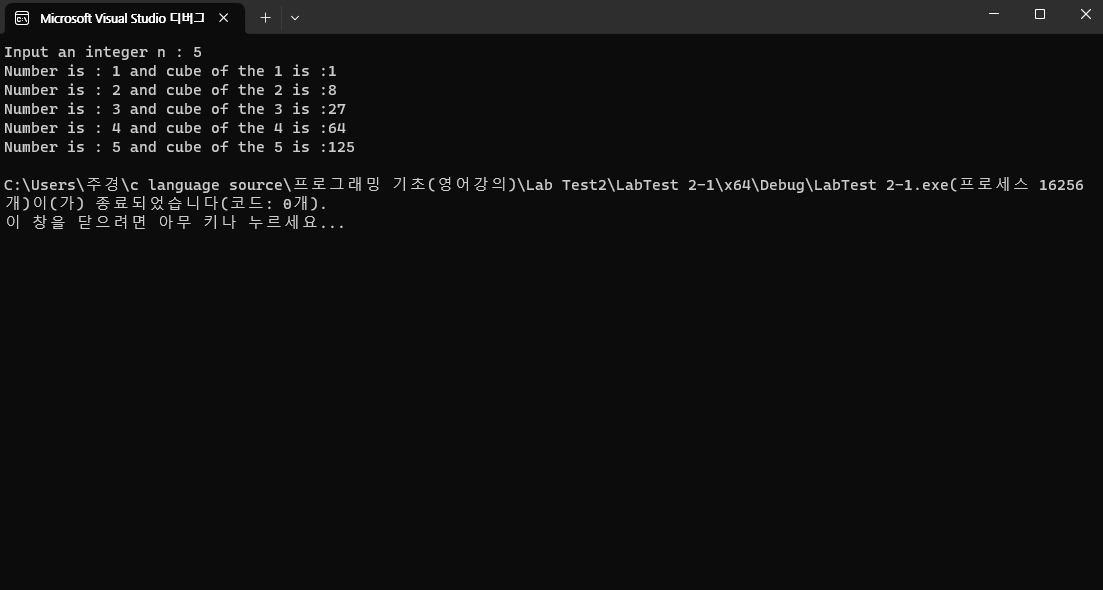 Microsoft Visual Studio 디버그
Input an integer n : 5
Number is : 1 and cube of the 1 is :1
Number is : 2 and cube of the 2 is :8
Number is : 3 and cube of the 3 is :27
Number is : 4 and cube of the 4 is :64
Number is : 5 and cube of the 5 is :125
C:\Users\주경\c language source\프로그래밍 기초(영어강의)\Lab Test2\LabTest 2-1\x64\Debug\LabTest 2-1.exe(프로세스 16256
개)이(가) 종료되었습니다(코드: 0개).
이 창을 닫으려면 아무 키나 누르세요...